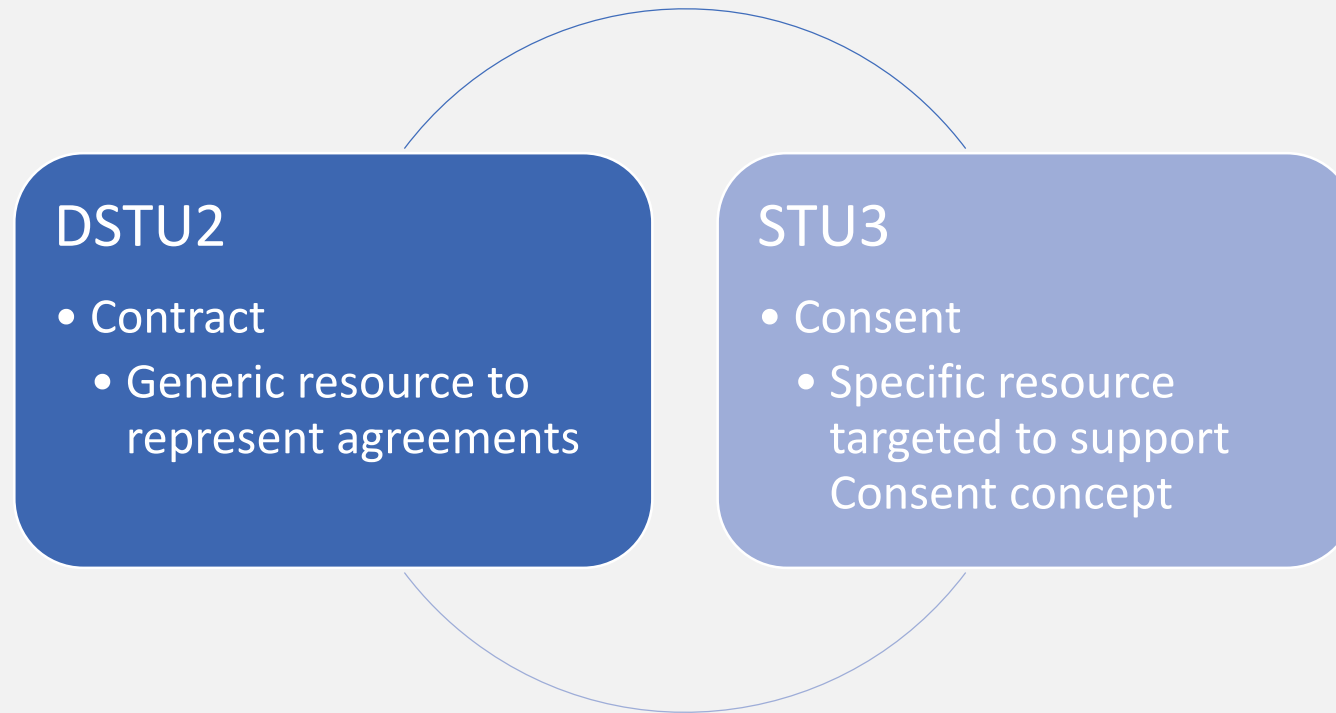 DSTU2
• Contract
• Generic resource to
represent agreements
STU3
• Consent
• Specific resource
targeted to support
Consent concept